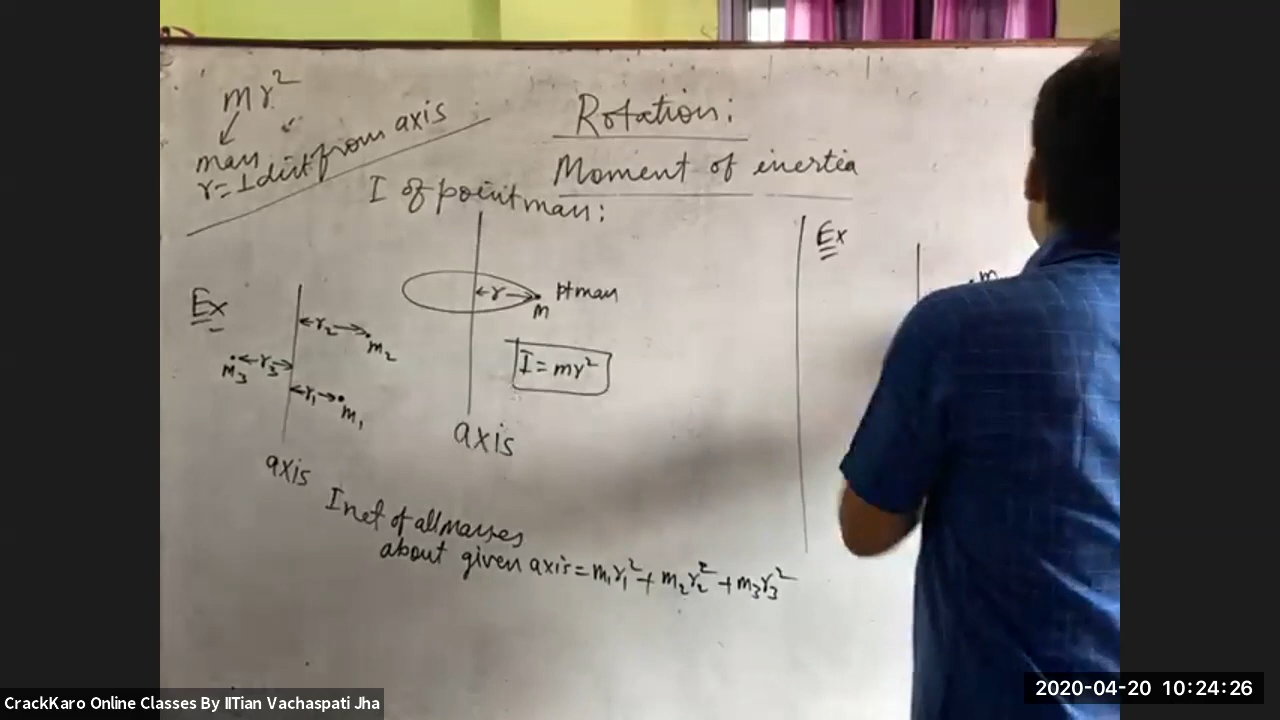 mr²
mass
r = ⊥ dist from axis
Rotation:
Moment of inertia
I of point mass:
r
pt mass
m
I = mr²
axis
Ex
r₂
m₂
m₃
r₃
r₁
m₁
axis
I net of all masses
about given axis = m₁r₁² + m₂r₂² + m₃r₃²
Ex
m
CrackKaro Online Classes By IITian Vachaspati Jha
2020-04-20 10:24:26